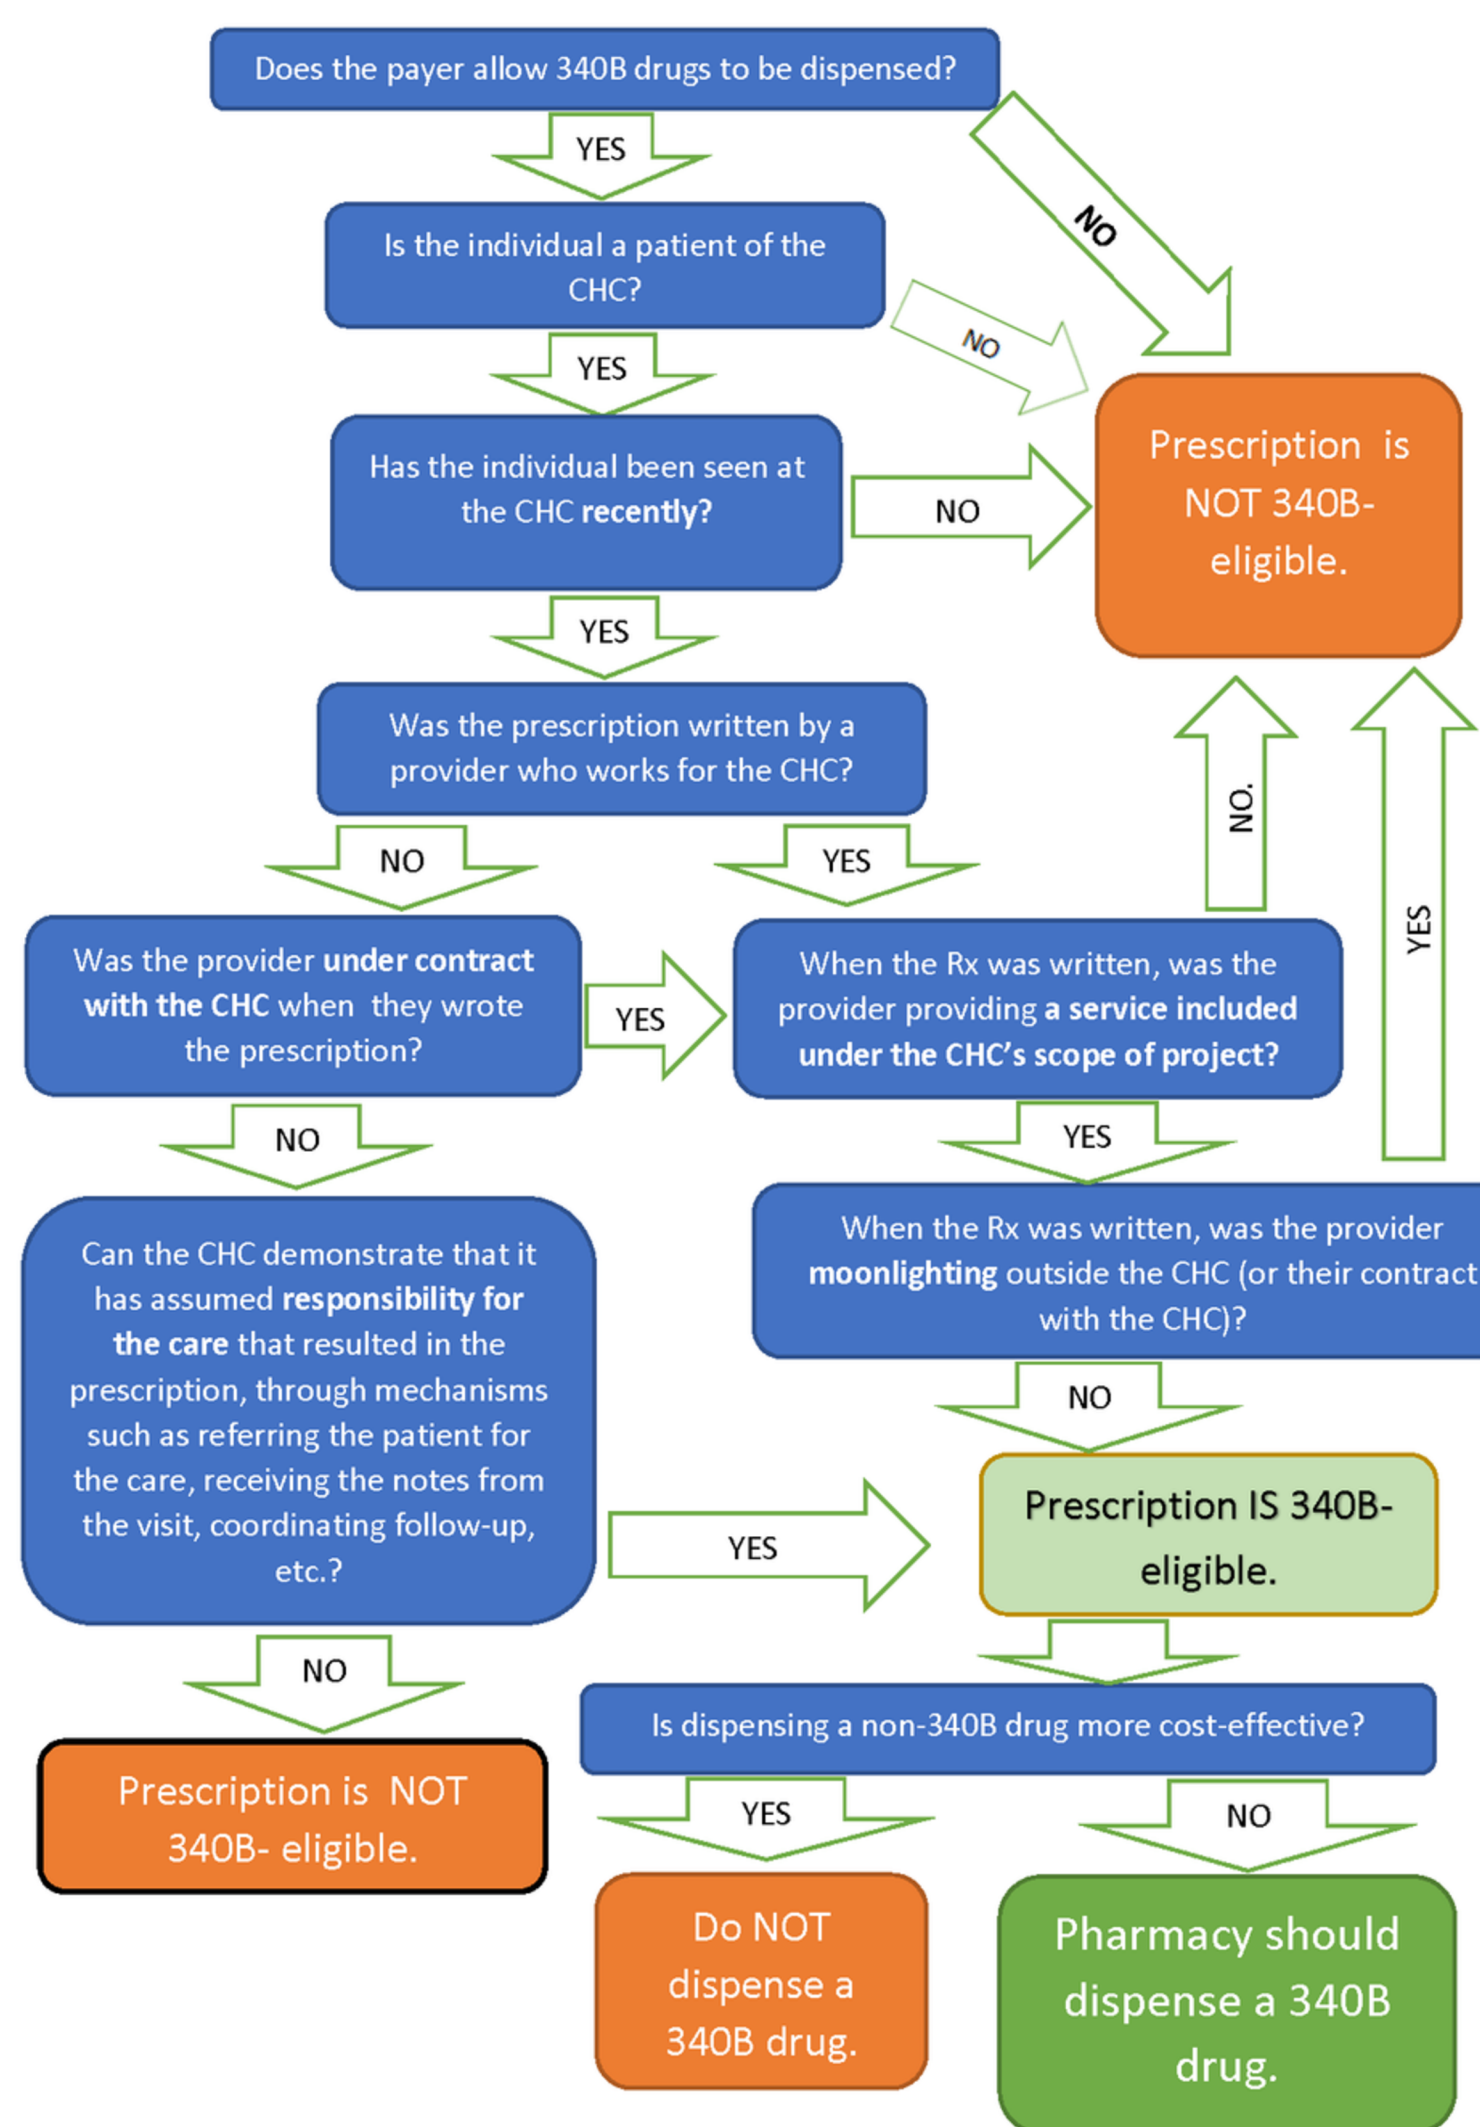 Does the payer allow 340B drugs to be dispensed?
YES
NO
Is the individual a patient of the
CHC?
NO
YES
Has the individual been seen at
the CHC recently?
NO
Prescription  is
NOT 340B-
eligible.
YES
Was the prescription written by a
provider who works for the CHC?
NO
YES
NO.
YES
Was the provider under contract
with the CHC when  they wrote
the prescription?
YES
When the Rx was written, was the
provider providing a service included
under the CHC’s scope of project?
NO
YES
Can the CHC demonstrate that it
has assumed responsibility for
the care that resulted in the
prescription, through mechanisms
such as referring the patient for
the care, receiving the notes from
the visit, coordinating follow-up,
etc.?
When the Rx was written, was the provider
moonlighting outside the CHC (or their contract
with the CHC)?
NO
YES
Prescription IS 340B-
eligible.
NO
Prescription is  NOT
340B- eligible.
Is dispensing a non-340B drug more cost-effective?
YES
NO
Do NOT
dispense a
340B drug.
Pharmacy should
dispense a 340B
drug.